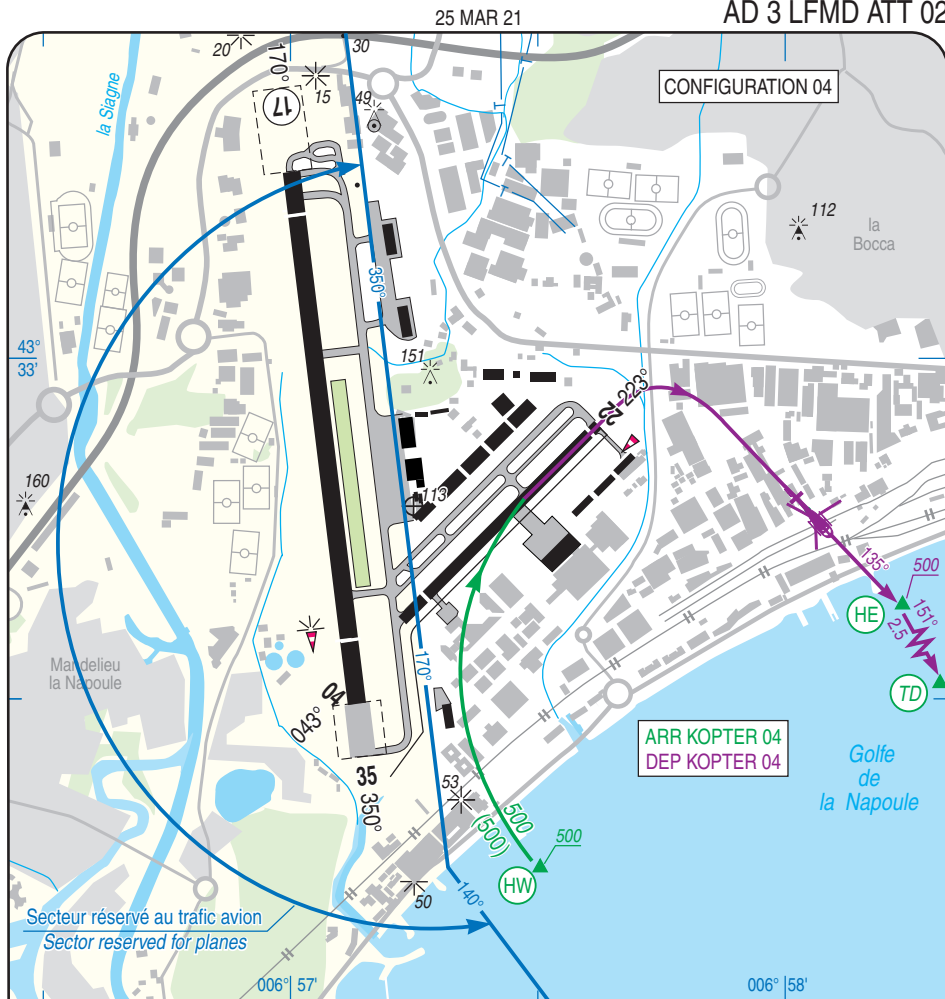 25 MAR 21
AD 3 LFMD ATT 02
20
30
170°
15
17
49
CONFIGURATION 04
la Siagne
112
la
Bocca
350°
43°
33'
151
22 223°
160
113
135°
500
HE
151°
2.5
TD
Mandelieu
la Napoule
170°
04
043°
35 350°
ARR KOPTER 04
DEP KOPTER 04
Golfe
de
la Napoule
53
500
(500)
500
HW
50
140°
Secteur réservé au trafic avion
Sector reserved for planes
006° 57'
006° 58'